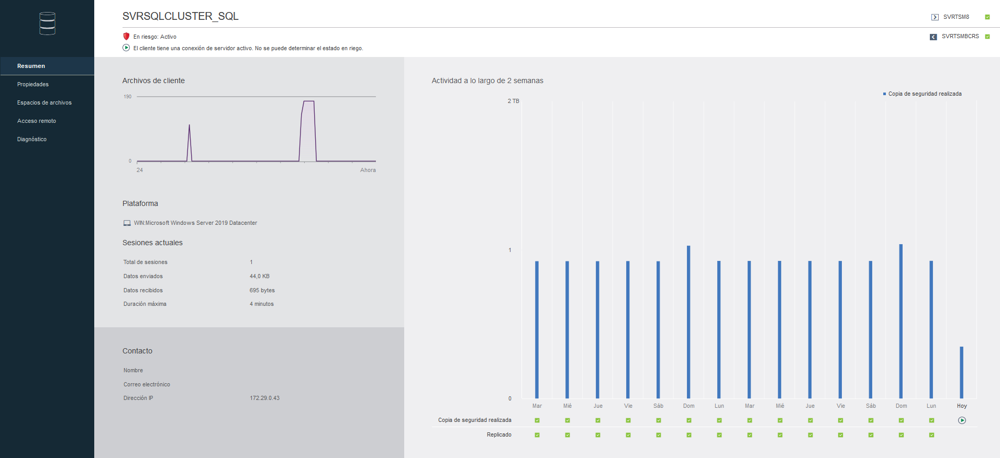 SVRSQLCLUSTER_SQL
SVRTSM8
En riesgo: Activo
SVRTSMBCRS
El cliente tiene una conexión de servidor activo. No se puede determinar el estado en riego.
Resumen
Propiedades
Espacios de archivos
Acceso remoto
Diagnóstico
Archivos de cliente
190
0
24
Ahora
Plataforma
WIN:Microsoft Windows Server 2019 Datacenter
Sesiones actuales
Total de sesiones 1
Datos enviados 44,0 KB
Datos recibidos 695 bytes
Duración máxima 4 minutos
Contacto
Nombre
Correo electrónico
Dirección IP 172.29.0.43
Actividad a lo largo de 2 semanas
Copia de seguridad realizada
2 TB
1
0
Mar Mié Jue Vie Sáb Dom Lun Mar Mié Jue Vie Sáb Dom Lun Hoy
Copia de seguridad realizada
Replicado